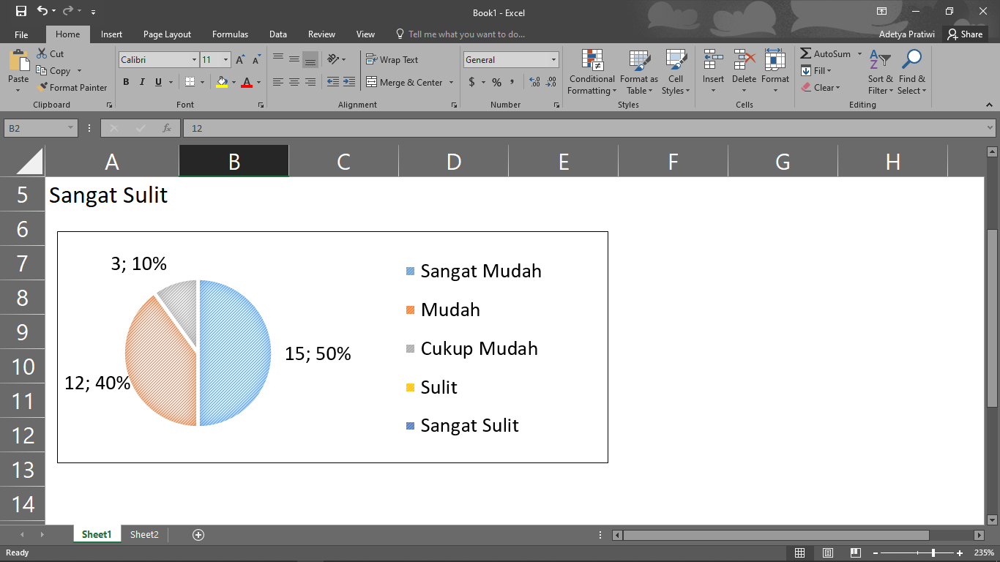 Book1 - Excel
File Home Insert Page Layout Formulas Data Review View Tell me what you want to do... Adetya Pratiwi Share
Paste
Cut
Copy
Format Painter
Clipboard
Calibri 11
B I U A
Font
Wrap Text
Merge & Center
Alignment
General
$ % ,
Number
Conditional Formatting
Format as Table
Cell Styles
Styles
Insert Delete Format
Cells
AutoSum
Fill
Clear
Sort & Filter
Find & Select
Editing
B2 fx 12
A B C D E F G H
5 Sangat Sulit
6
7
8
9
10
11
12
13
14
3; 10%
15; 50%
12; 40%
Sangat Mudah
Mudah
Cukup Mudah
Sulit
Sangat Sulit
Sheet1 Sheet2
Ready 235%